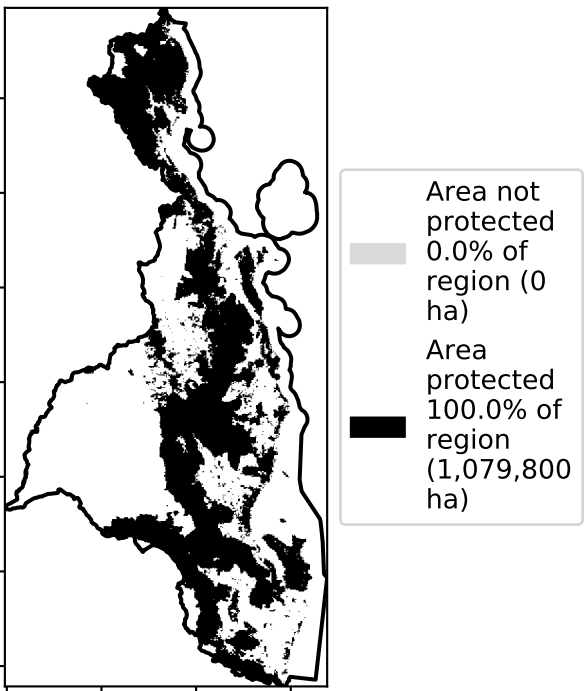 Area not
protected
0.0% of
region (0
ha)
Area
protected
100.0% of
region
(1,079,800
ha)